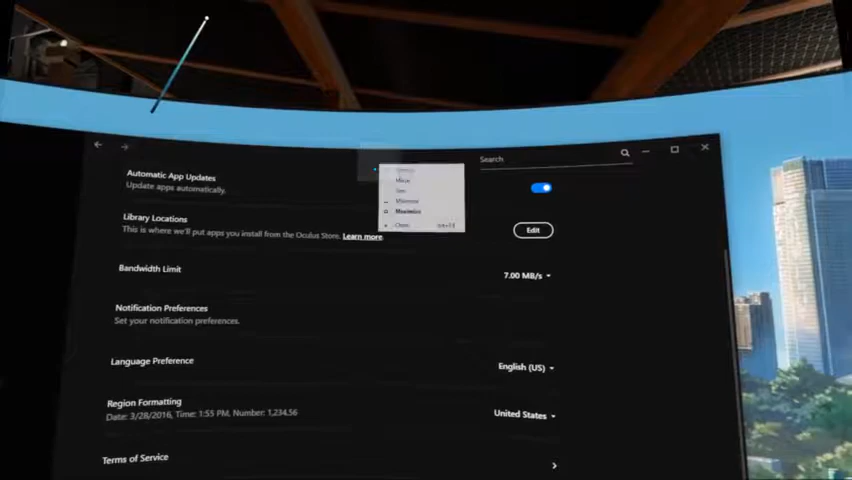 Search
Automatic App Updates
Update apps automatically.
Restore
Move
Size
Minimize
Maximize
Close Alt+F4
Library Locations
This is where we'll put apps you install from the Oculus Store. Learn more.
Edit
Bandwidth Limit
7.00 MB/s
Notification Preferences
Set your notification preferences.
Language Preference
English (US)
Region Formatting
Date: 3/28/2016, Time: 1:55 PM, Number: 1,234.56
United States
Terms of Service